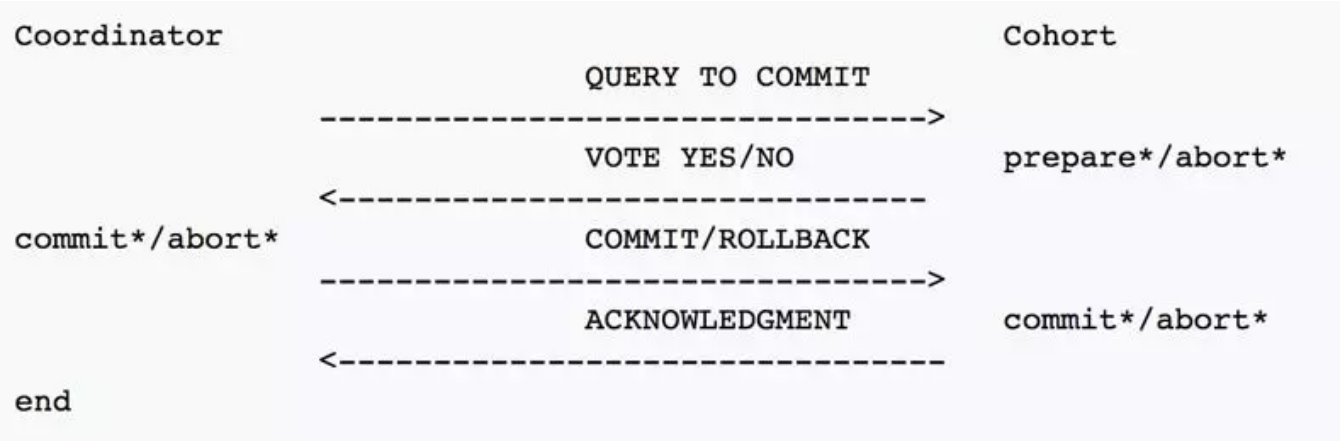 Coordinator Cohort
QUERY TO COMMIT
-------------------------------->
VOTE YES/NO prepare*/abort*
<-------------------------------
commit*/abort* COMMIT/ROLLBACK
-------------------------------->
ACKNOWLEDGMENT commit*/abort*
<--------------------------------
end